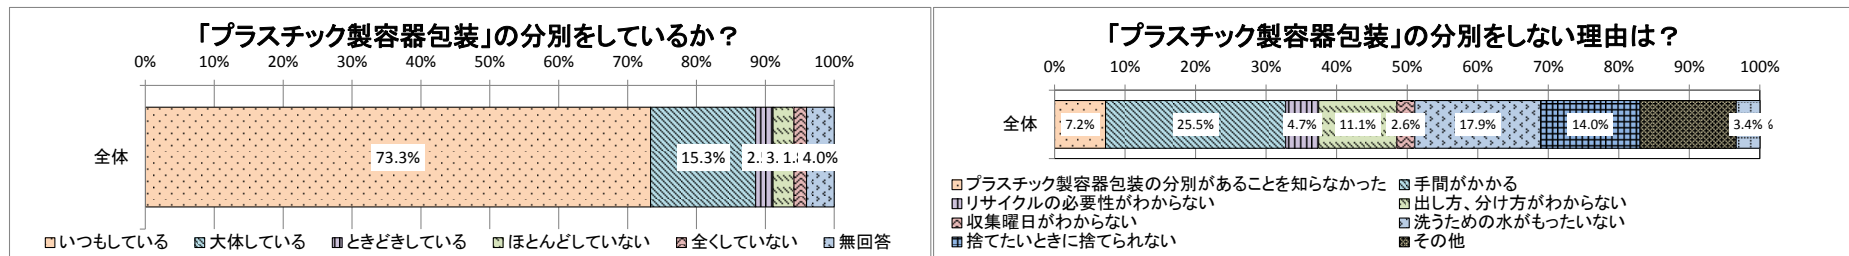 「プラスチック製容器包装」の分別をしているか？
0% 10% 20% 30% 40% 50% 60% 70% 80% 90% 100%
全体
73.3% 15.3% 2. 3. 1.8 4.0%
いつもしている 大体している ときどきしている ほとんどしていない 全くしていない 無回答
「プラスチック製容器包装」の分別をしない理由は？
0% 10% 20% 30% 40% 50% 60% 70% 80% 90% 100%
全体
7.2% 25.5% 4.7% 11.1% 2.6% 17.9% 14.0% 3.4% %
プラスチック製容器包装の分別があることを知らなかった 手間がかかる
リサイクルの必要性がわからない 出し方、分け方がわからない
収集曜日がわからない 洗うための水がもったいない
捨てたいときに捨てられない その他